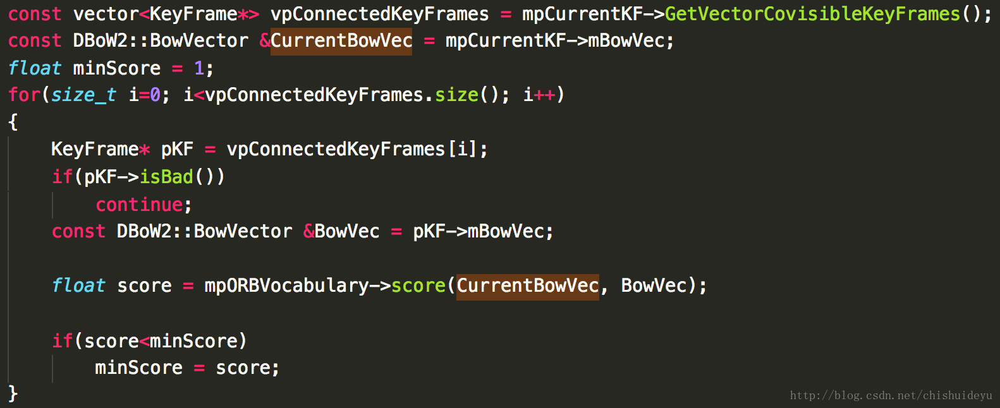 const vector<KeyFrame*> vpConnectedKeyFrames = mpCurrentKF->GetVectorCovisibleKeyFrames();
const DBoW2::BowVector &CurrentBowVec = mpCurrentKF->mBowVec;
float minScore = 1;
for(size_t i=0; i<vpConnectedKeyFrames.size(); i++)
{
    KeyFrame* pKF = vpConnectedKeyFrames[i];
    if(pKF->isBad())
        continue;
    const DBoW2::BowVector &BowVec = pKF->mBowVec;
    float score = mpORBVocabulary->score(CurrentBowVec, BowVec);
    if(score<minScore)
        minScore = score;
}
http://blog.csdn.net/chishuideyu